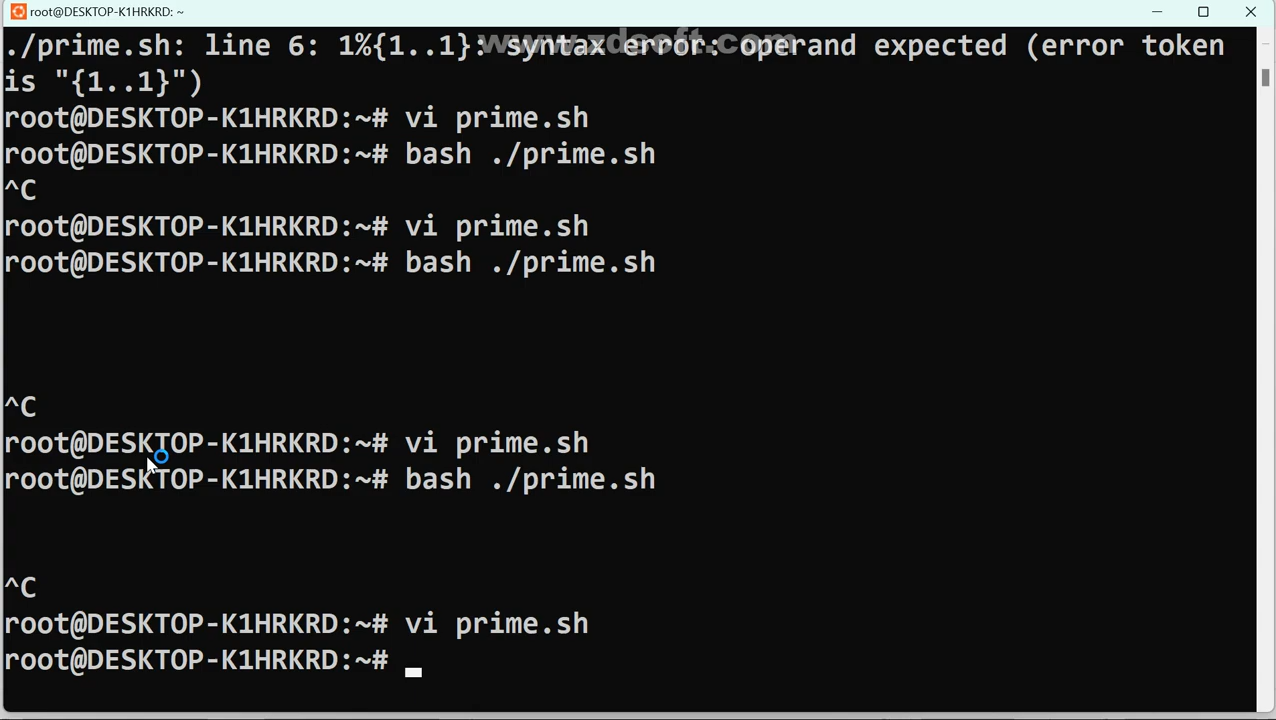 root@DESKTOP-K1HRKRD: ~
www.zdsoft.com
./prime.sh: line 6: 1%{1..1}: syntax error: operand expected (error token
is "{1..1}")
root@DESKTOP-K1HRKRD:~# vi prime.sh
root@DESKTOP-K1HRKRD:~# bash ./prime.sh
^C
root@DESKTOP-K1HRKRD:~# vi prime.sh
root@DESKTOP-K1HRKRD:~# bash ./prime.sh
^C
root@DESKTOP-K1HRKRD:~# vi prime.sh
root@DESKTOP-K1HRKRD:~# bash ./prime.sh
^C
root@DESKTOP-K1HRKRD:~# vi prime.sh
root@DESKTOP-K1HRKRD:~#